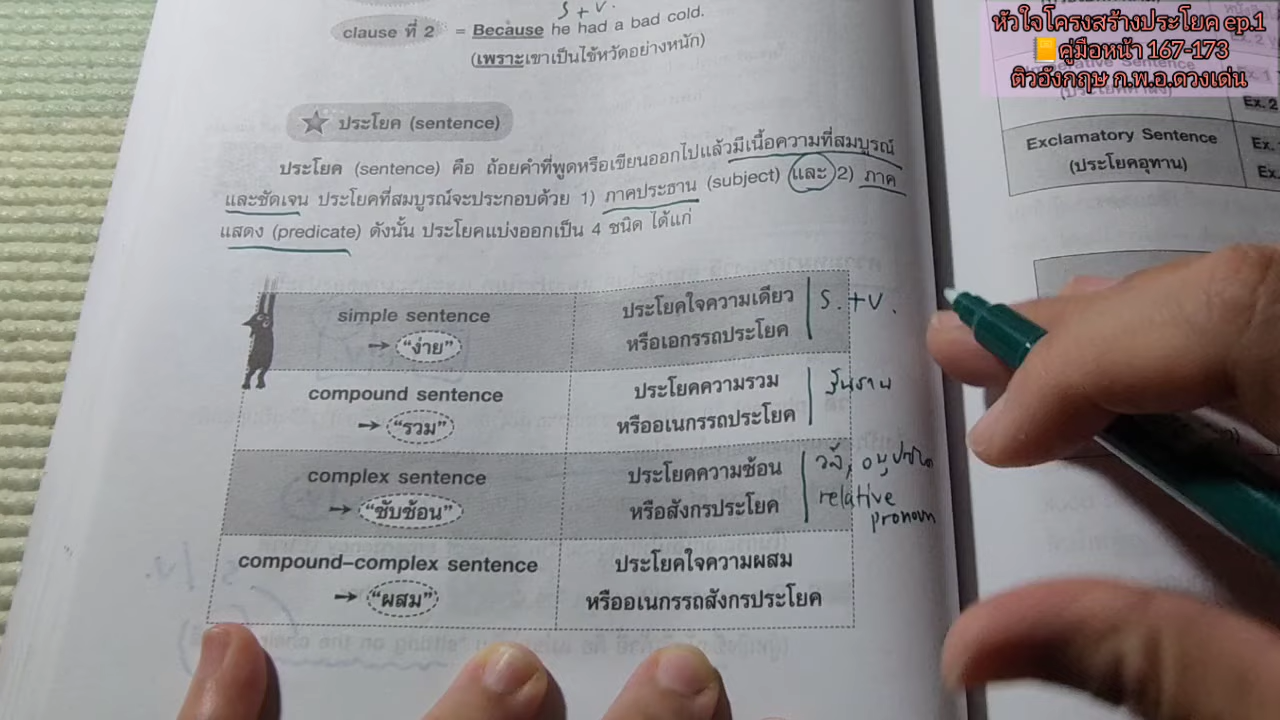 S + V.
clause ที่ 2 = Because he had a bad cold.
(เพราะเขาเป็นไข้หวัดอย่างหนัก)
ประโยค (sentence)
ประโยค (sentence) คือ ถ้อยคำที่พูดหรือเขียนออกไปแล้วมีเนื้อความที่สมบูรณ์
และชัดเจน ประโยคที่สมบูรณ์จะประกอบด้วย 1) ภาคประธาน (subject) และ 2) ภาค
แสดง (predicate) ดังนั้น ประโยคแบ่งออกเป็น 4 ชนิด ได้แก่
simple sentence
→ "ง่าย"
ประโยคใจความเดียว
หรือเอกรรถประโยค
S. + V.
compound sentence
→ "รวม"
ประโยคความรวม
หรืออเนกรรถประโยค
complex sentence
→ "ซับซ้อน"
ประโยคความซ้อน
หรือสังกรประโยค
relative
pronoun
compound–complex sentence
→ "ผสม"
ประโยคใจความผสม
หรืออเนกรรถสังกรประโยค
หัวใจโครงสร้างประโยค ep.1
คู่มือหน้า 167-173
ติวอังกฤษ ก.พ.อ.ดวงเด่น
Imperative Sentence
Ex. 1
Ex. 2
Exclamatory Sentence
(ประโยคอุทาน)
Ex.
Ex.